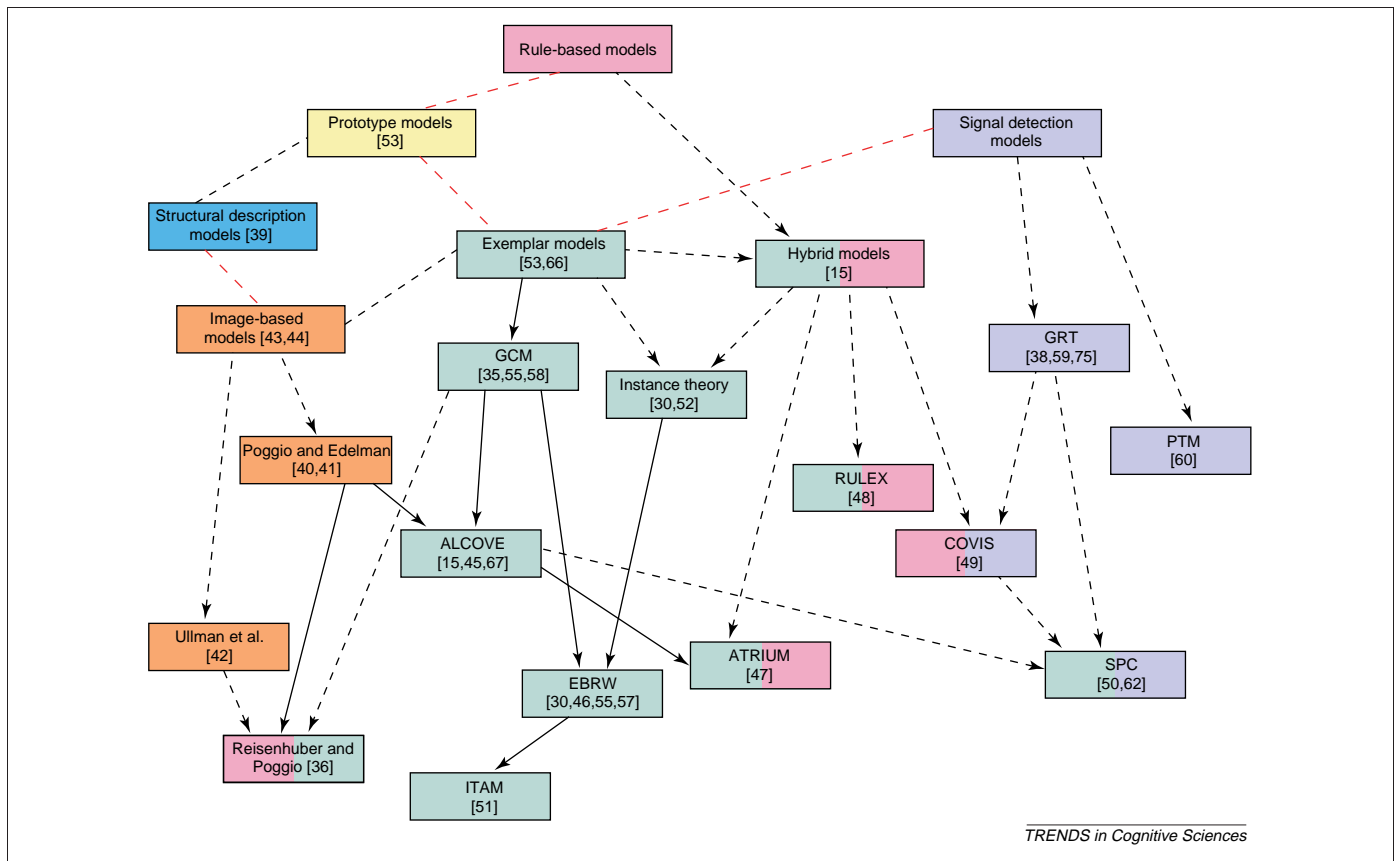 Rule-based models
Prototype models
[53]
Signal detection
models
Structural description
models [39]
Exemplar models
[53,66]
Hybrid models
[15]
Image-based
models [43,44]
GCM
[35,55,58]
Instance theory
[30,52]
GRT
[38,59,75]
Poggio and Edelman
[40,41]
PTM
[60]
RULEX
[48]
ALCOVE
[15,45,67]
COVIS
[49]
Ullman et al.
[42]
ATRIUM
[47]
SPC
[50,62]
EBRW
[30,46,55,57]
Reisenhuber and
Poggio [36]
ITAM
[51]
TRENDS in Cognitive Sciences